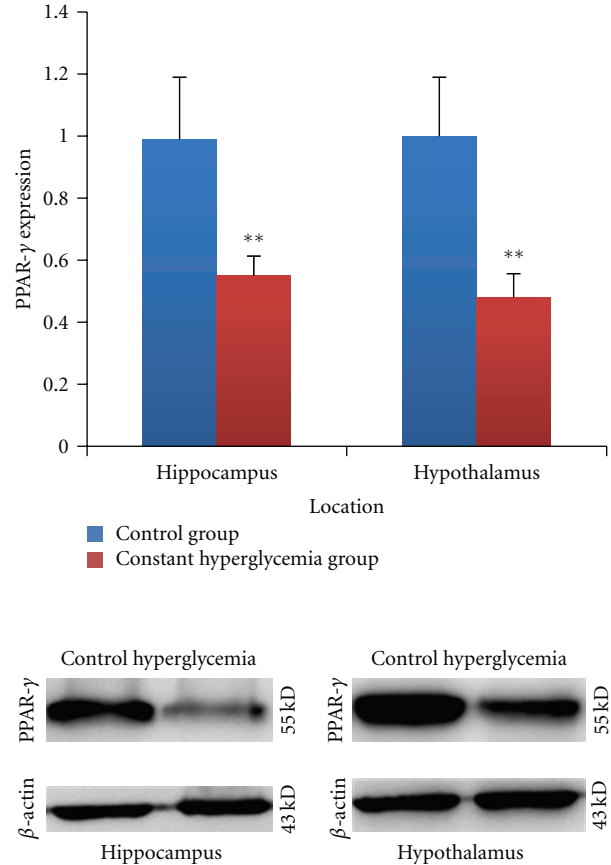 1.4
1.2
1
0.8
0.6
0.4
0.2
0
PPAR-γ expression
**
**
Hippocampus Hypothalamus
Location
Control group
Constant hyperglycemia group
Control hyperglycemia
PPAR-γ
55 kD
β-actin
43 kD
Hippocampus
Control hyperglycemia
PPAR-γ
55 kD
β-actin
43 kD
Hypothalamus